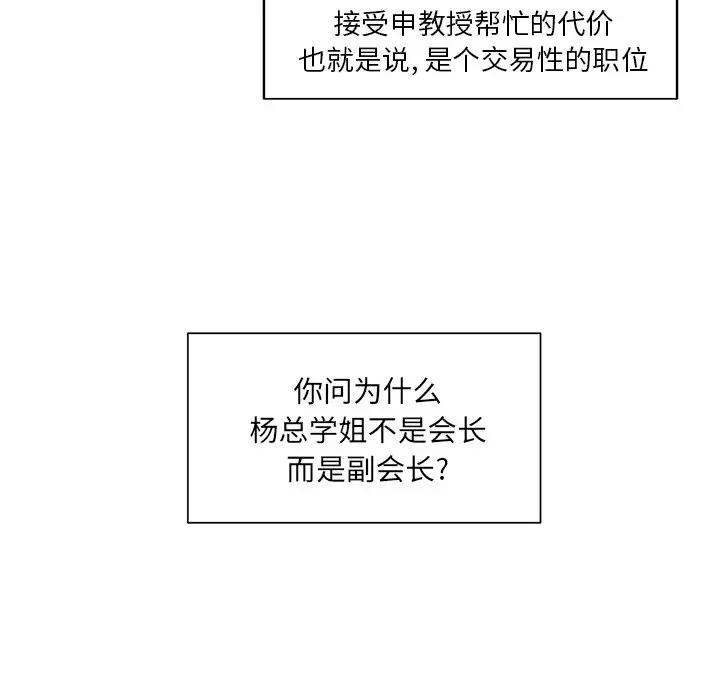 接受申教授帮忙的代价
也就是说, 是个交易性的职位
你问为什么
杨总学姐不是会长
而是副会长?